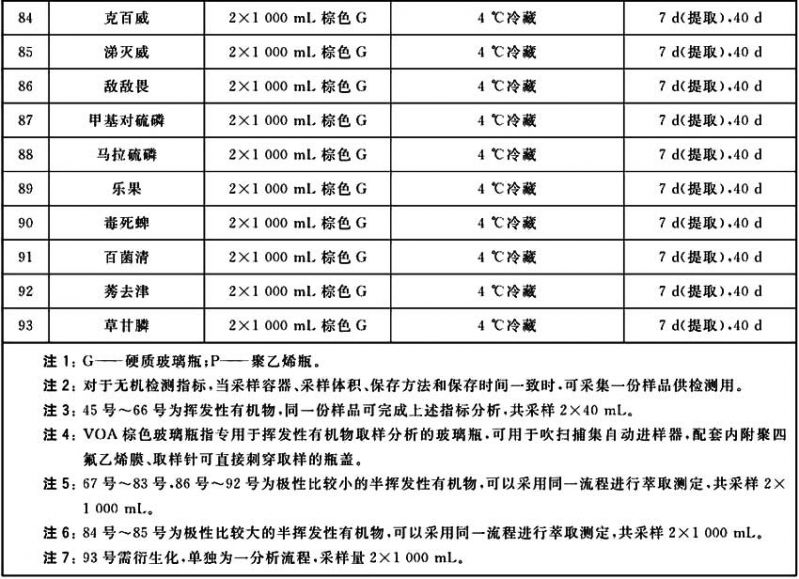 84 克百威 2×1 000 mL 棕色 G 4 ℃冷藏 7 d(提取),40 d
85 涕灭威 2×1 000 mL 棕色 G 4 ℃冷藏 7 d(提取),40 d
86 敌敌畏 2×1 000 mL 棕色 G 4 ℃冷藏 7 d(提取),40 d
87 甲基对硫磷 2×1 000 mL 棕色 G 4 ℃冷藏 7 d(提取),40 d
88 马拉硫磷 2×1 000 mL 棕色 G 4 ℃冷藏 7 d(提取),40 d
89 乐果 2×1 000 mL 棕色 G 4 ℃冷藏 7 d(提取),40 d
90 毒死蜱 2×1 000 mL 棕色 G 4 ℃冷藏 7 d(提取),40 d
91 百菌清 2×1 000 mL 棕色 G 4 ℃冷藏 7 d(提取),40 d
92 莠去津 2×1 000 mL 棕色 G 4 ℃冷藏 7 d(提取),40 d
93 草甘膦 2×1 000 mL 棕色 G 4 ℃冷藏 7 d(提取),40 d
注 1: G——硬质玻璃瓶;P——聚乙烯瓶。
注 2: 对于无机检测指标,当采样容器、采样体积、保存方法和保存时间一致时,可采集一份样品供检测用。
注 3: 45 号～66 号为挥发性有机物,同一份样品可完成上述指标分析,共采样 2×40 mL。
注 4: VOA 棕色玻璃瓶指专用于挥发性有机物取样分析的玻璃瓶,可用于吹扫捕集自动进样器,配套内附聚四
氟乙烯膜、取样针可直接刺穿取样的瓶盖。
注 5: 67 号～83 号,86 号～92 号为极性比较小的半挥发性有机物,可以采用同一流程进行萃取测定,共采样 2×
1 000 mL。
注 6: 84 号～85 号为极性比较大的半挥发性有机物,可以采用同一流程进行萃取测定,共采样 2×1 000 mL。
注 7: 93 号需衍生化,单独为一分析流程,采样量 2×1 000 mL。